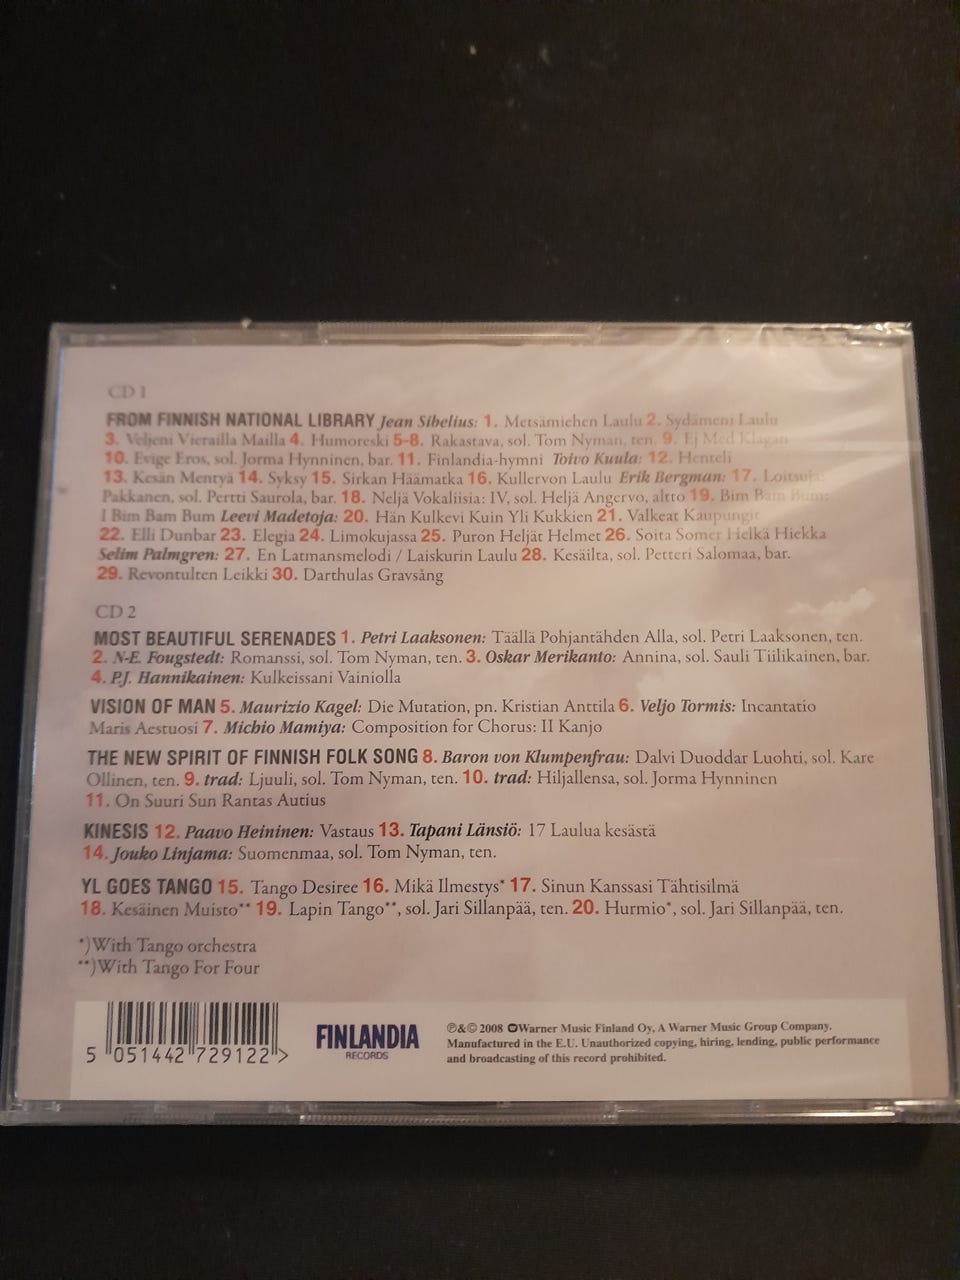 CD 1
FROM FINNISH NATIONAL LIBRARY Jean Sibelius: 1. Metsämiehen Laulu 2. Sydämeni Laulu
3. Veljeni Vierailla Mailla 4. Humoreski 5-8. Rakastava, sol. Tom Nyman, ten. 9. Ej Med Klagan
10. Evige Eros, sol. Jorma Hynninen, bar. 11. Finlandia-hymni Toivo Kuula: 12. Henteli
13. Kesän Mentyä 14. Syksy 15. Sirkan Häämatka 16. Kullervon Laulu Erik Bergman: 17.
Pakkanen, sol. Pertti Saurola, bar. 18. Neljä Vokaliisia: IV, sol. Heljä Angervo, altto 19. Bim Bam Bum:
I Bim Bam Bum Leevi Madetoja: 20. Hän Kulkevi Kuin Yli Kukkien 21. Valkeat Kaupungit
22. Elli Dunbar 23. Elegia 24. Limokujassa 25. Puron Heljät Helmet 26. Soita Somer Helkä Hiekka
Selim Palmgren: 27. En Latmansmelodi / Laiskurin Laulu 28. Kesäilta, sol. Petteri Salomaa, bar.
29. Revontulten Leikki 30. Darthulas Gravsång
CD 2
MOST BEAUTIFUL SERENADES 1. Petri Laaksonen: Täällä Pohjantähden Alla, sol. Petri Laaksonen, ten.
2. N-E. Fougstedt: Romanssi, sol. Tom Nyman, ten. 3. Oskar Merikanto: Annina, sol. Sauli Tiilikainen, bar.
4. P.J. Hannikainen: Kulkeissani Vainiolla
VISION OF MAN 5. Maurizio Kagel: Die Mutation, pn. Kristian Anttila 6. Veljo Tormis: Incantatio
Maris Aestuosi 7. Michio Mamiya: Composition for Chorus: II Kanjo
THE NEW SPIRIT OF FINNISH FOLK SONG 8. Baron von Klumpenfrau: Dalvi Duoddar Luohti, sol. Kare
Ollinen, ten. 9. trad: Ljuuli, sol. Tom Nyman, ten. 10. trad: Hiljallensa, sol. Jorma Hynninen
11. On Suuri Sun Rantas Autius
KINESIS 12. Paavo Heininen: Vastaus 13. Tapani Länsiö: 17 Laulua kesästä
14. Jouko Linjama: Suomenmaa, sol. Tom Nyman, ten.
YL GOES TANGO 15. Tango Desiree 16. Mikä Ilmestys* 17. Sinun Kanssasi Tähtisilmä
18. Kesäinen Muisto** 19. Lapin Tango**, sol. Jari Sillanpää, ten. 20. Hurmio*, sol. Jari Sillanpää, ten.
*)With Tango orchestra
**)With Tango For Four
5 051442 729122 >
FINLANDIA
RECORDS
℗&© 2008 Warner Music Finland Oy, A Warner Music Group Company.
Manufactured in the E.U. Unauthorized copying, hiring, lending, public performance
and broadcasting of this record prohibited.